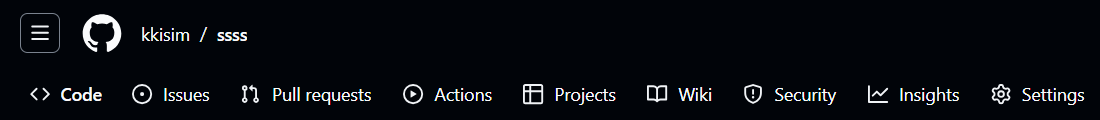 kkisim / ssss
Code Issues Pull requests Actions Projects Wiki Security Insights Settings